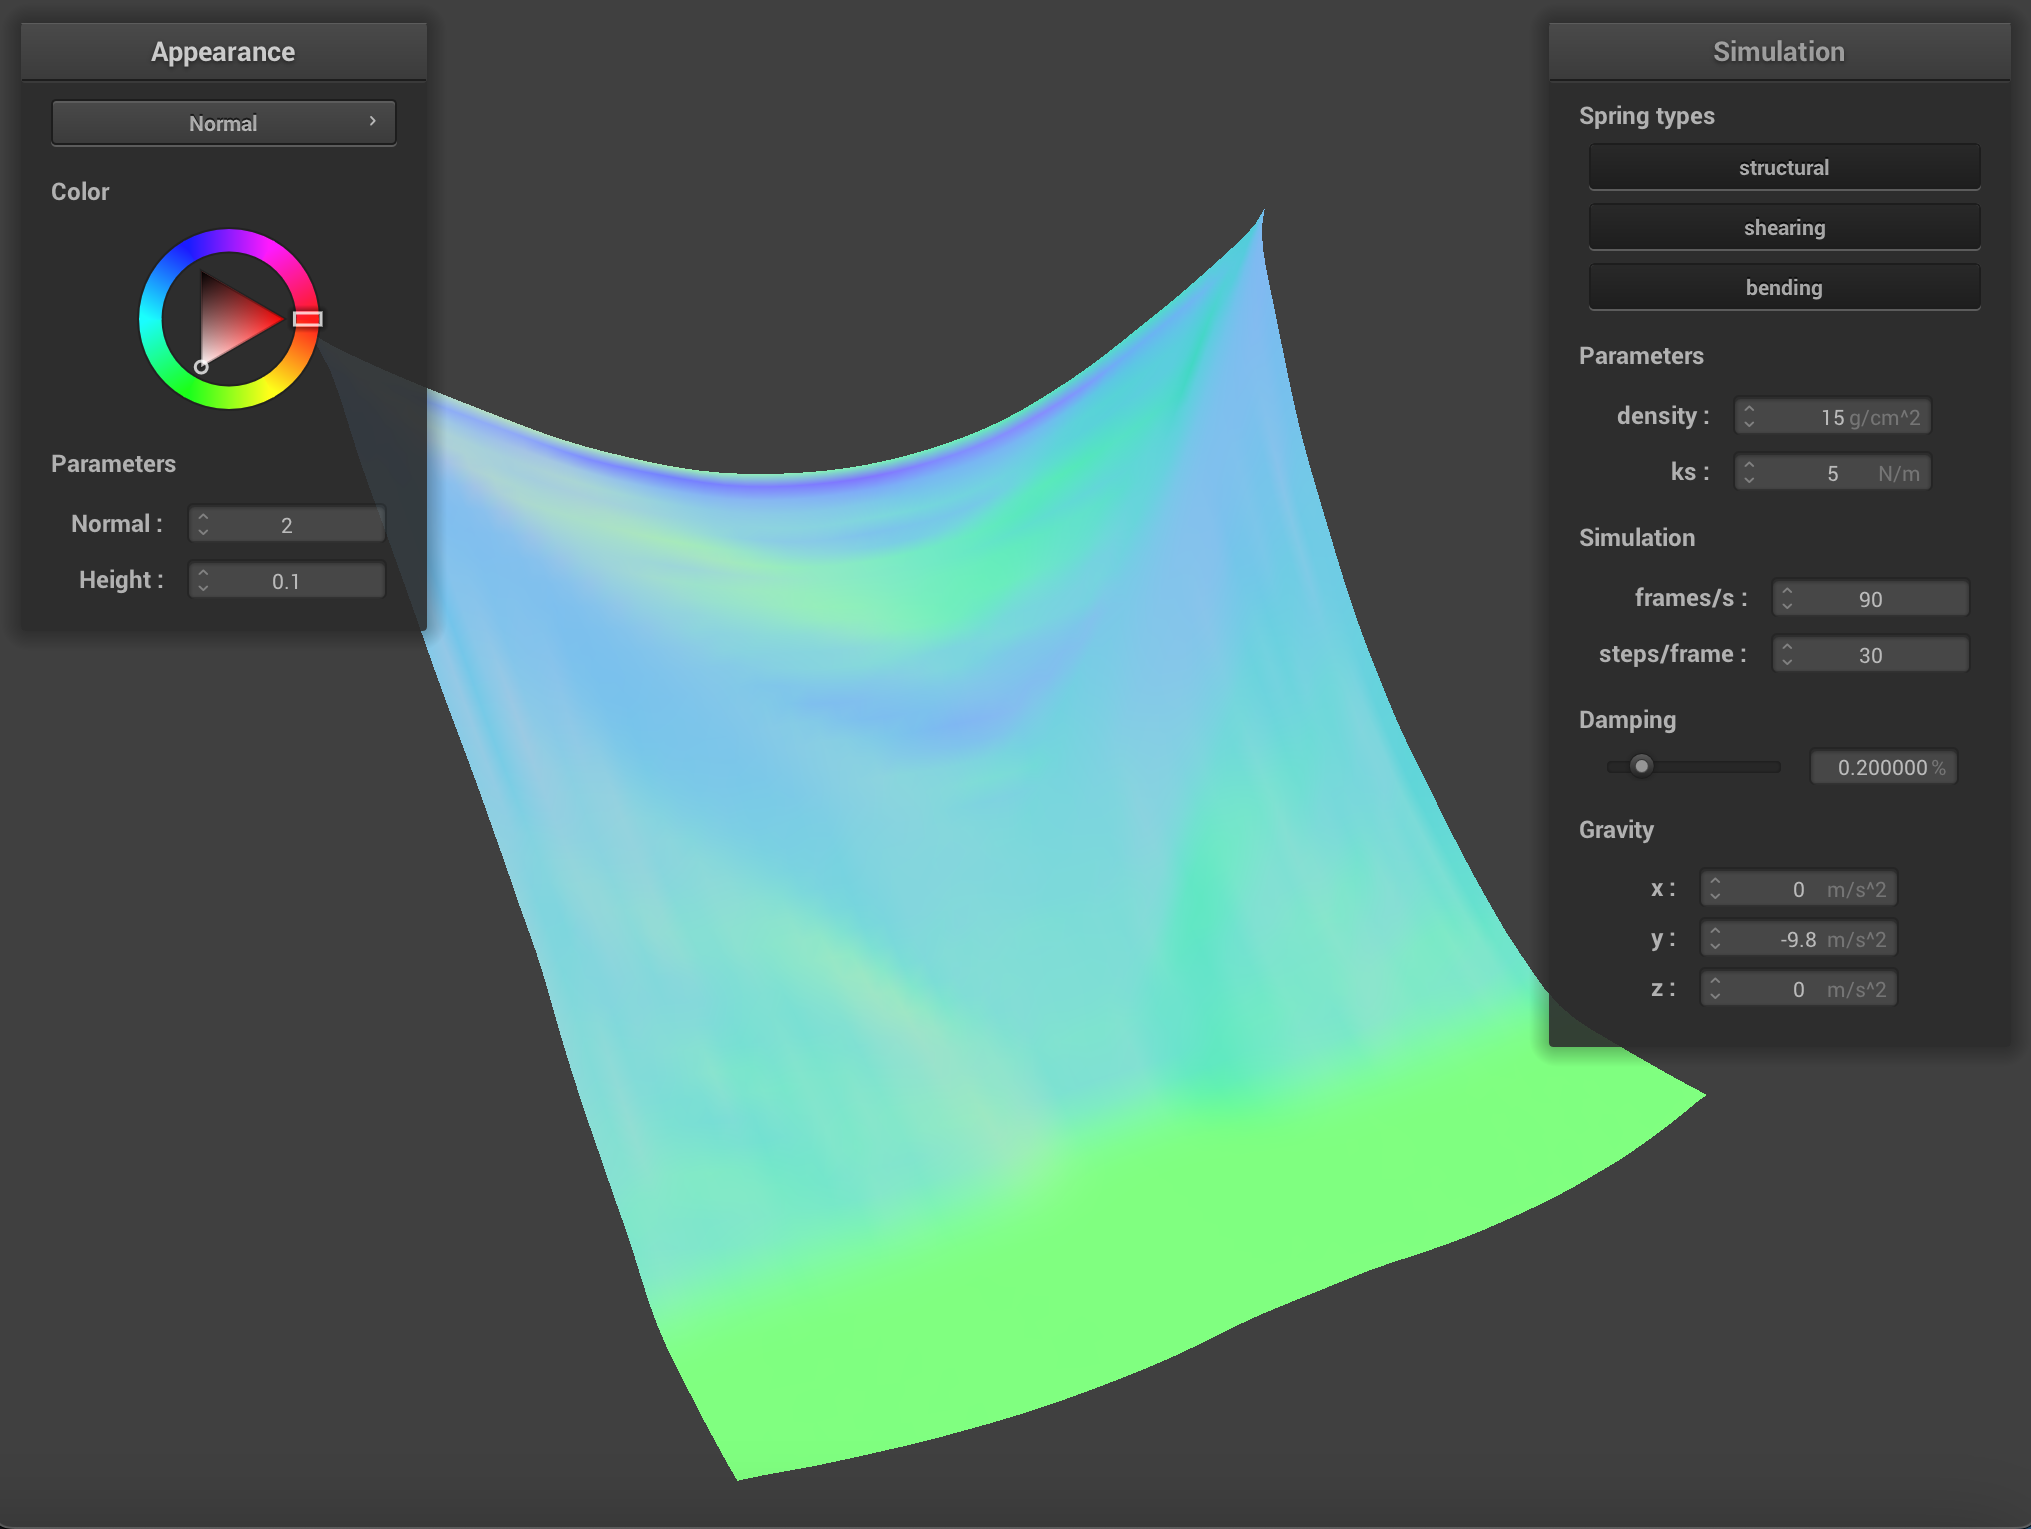 Appearance
Normal
Color
Parameters
Normal : 2
Height : 0.1
Simulation
Spring types
structural
shearing
bending
Parameters
density : 15 g/cm^2
ks : 5 N/m
Simulation
frames/s : 90
steps/frame : 30
Damping
0.200000 %
Gravity
x : 0 m/s^2
y : -9.8 m/s^2
z : 0 m/s^2